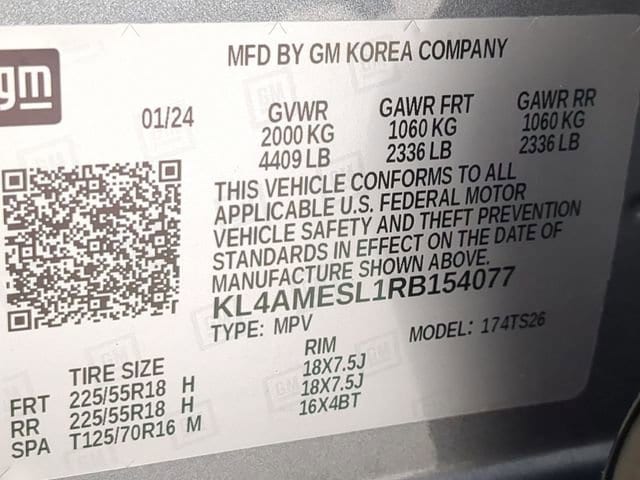 gm
MFD BY GM KOREA COMPANY
01/24 GVWR GAWR FRT GAWR RR
2000 KG 1060 KG 1060 KG
4409 LB 2336 LB 2336 LB
THIS VEHICLE CONFORMS TO ALL
APPLICABLE U.S. FEDERAL MOTOR
VEHICLE SAFETY AND THEFT PREVENTION
STANDARDS IN EFFECT ON THE DATE OF
MANUFACTURE SHOWN ABOVE.
KL4AMESL1RB154077
TYPE: MPV MODEL: 174TS26
TIRE SIZE RIM
FRT 225/55R18 H 18X7.5J
RR 225/55R18 H 18X7.5J
SPA T125/70R16 M 16X4BT